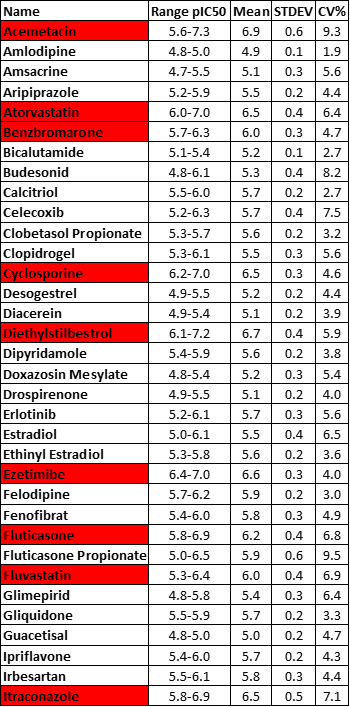 Name Range pIC50 Mean STDEV CV%
Acemetacin 5.6-7.3 6.9 0.6 9.3
Amlodipine 4.8-5.0 4.9 0.1 1.9
Amsacrine 4.7-5.5 5.1 0.3 5.6
Aripiprazole 5.2-5.9 5.5 0.2 4.4
Atorvastatin 6.0-7.0 6.5 0.4 6.4
Benzbromarone 5.7-6.3 6.0 0.3 4.7
Bicalutamide 5.1-5.4 5.2 0.1 2.7
Budesonid 4.8-6.1 5.3 0.4 8.2
Calcitriol 5.5-6.0 5.7 0.2 2.7
Celecoxib 5.2-6.3 5.7 0.4 7.5
Clobetasol Propionate 5.3-5.7 5.6 0.2 3.2
Clopidrogel 5.3-6.1 5.5 0.3 5.6
Cyclosporine 6.2-7.0 6.5 0.3 4.6
Desogestrel 4.9-5.5 5.2 0.2 4.4
Diacerein 4.9-5.4 5.1 0.2 3.9
Diethylstilbestrol 6.1-7.2 6.7 0.4 5.9
Dipyridamole 5.4-5.9 5.6 0.2 3.8
Doxazosin Mesylate 4.8-5.4 5.2 0.3 5.4
Drospirenone 4.9-5.5 5.1 0.2 4.0
Erlotinib 5.2-6.1 5.7 0.3 5.6
Estradiol 5.0-6.1 5.5 0.4 6.5
Ethinyl Estradiol 5.3-5.8 5.6 0.2 3.6
Ezetimibe 6.4-7.0 6.6 0.3 4.0
Felodipine 5.7-6.2 5.9 0.2 3.0
Fenofibrat 5.4-6.0 5.8 0.3 4.9
Fluticasone 5.8-6.9 6.2 0.4 6.8
Fluticasone Propionate 5.0-6.5 5.9 0.6 9.5
Fluvastatin 5.3-6.4 6.0 0.4 6.9
Glimepirid 4.8-5.8 5.4 0.3 6.4
Gliquidone 5.5-5.9 5.7 0.2 3.3
Guacetisal 4.8-5.0 5.0 0.2 4.7
Ipriflavone 5.4-6.0 5.7 0.2 4.3
Irbesartan 5.5-6.1 5.8 0.3 4.4
Itraconazole 5.8-6.9 6.5 0.5 7.1